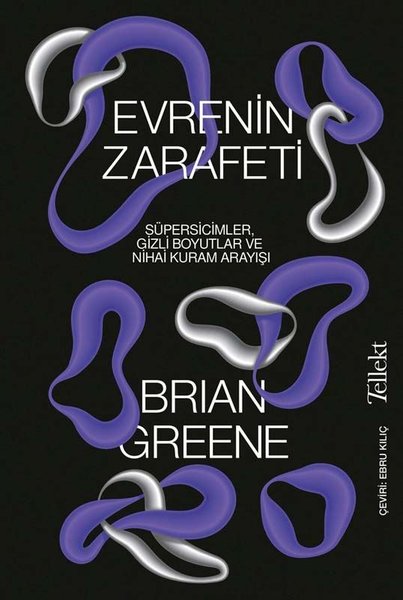 EVRENİN
ZARAFETİ
SÜPERSİCİMLER,
GİZLİ BOYUTLAR VE
NİHAİ KURAM ARAYIŞI
BRIAN
GREENE
Tellekt
ÇEVİRİ: EBRU KILIÇ